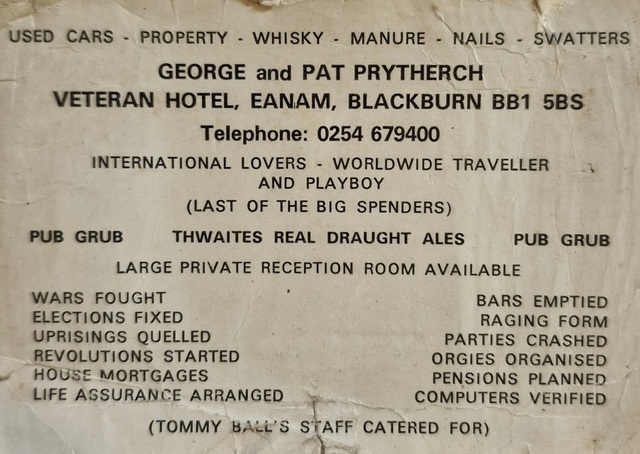 USED CARS - PROPERTY - WHISKY - MANURE - NAILS - SWATTERS
GEORGE and PAT PRYTHERCH
VETERAN HOTEL, EANAM, BLACKBURN BB1 5BS
Telephone: 0254 679400
INTERNATIONAL LOVERS - WORLDWIDE TRAVELLER
AND PLAYBOY
(LAST OF THE BIG SPENDERS)
PUB GRUB THWAITES REAL DRAUGHT ALES PUB GRUB
LARGE PRIVATE RECEPTION ROOM AVAILABLE
WARS FOUGHT
ELECTIONS FIXED
UPRISINGS QUELLED
REVOLUTIONS STARTED
HOUSE MORTGAGES
LIFE ASSURANCE ARRANGED
BARS EMPTIED
RAGING FORM
PARTIES CRASHED
ORGIES ORGANISED
PENSIONS PLANNED
COMPUTERS VERIFIED
(TOMMY BALL'S STAFF CATERED FOR)